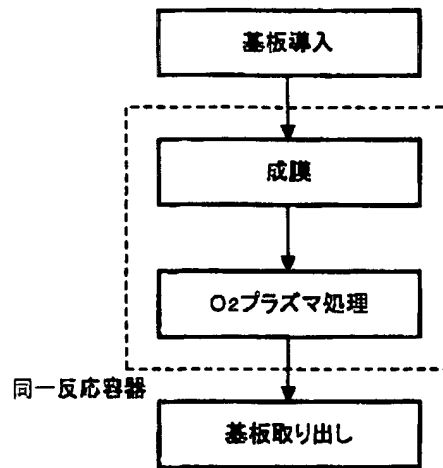 基板導入
成膜
O2プラズマ処理
同一反応容器
基板取り出し